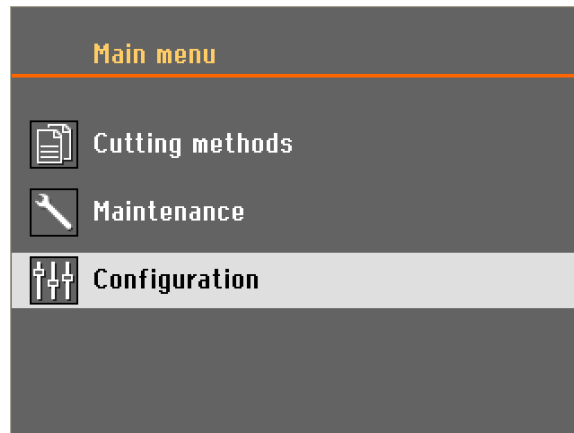 Main menu
Cutting methods
Maintenance
Configuration